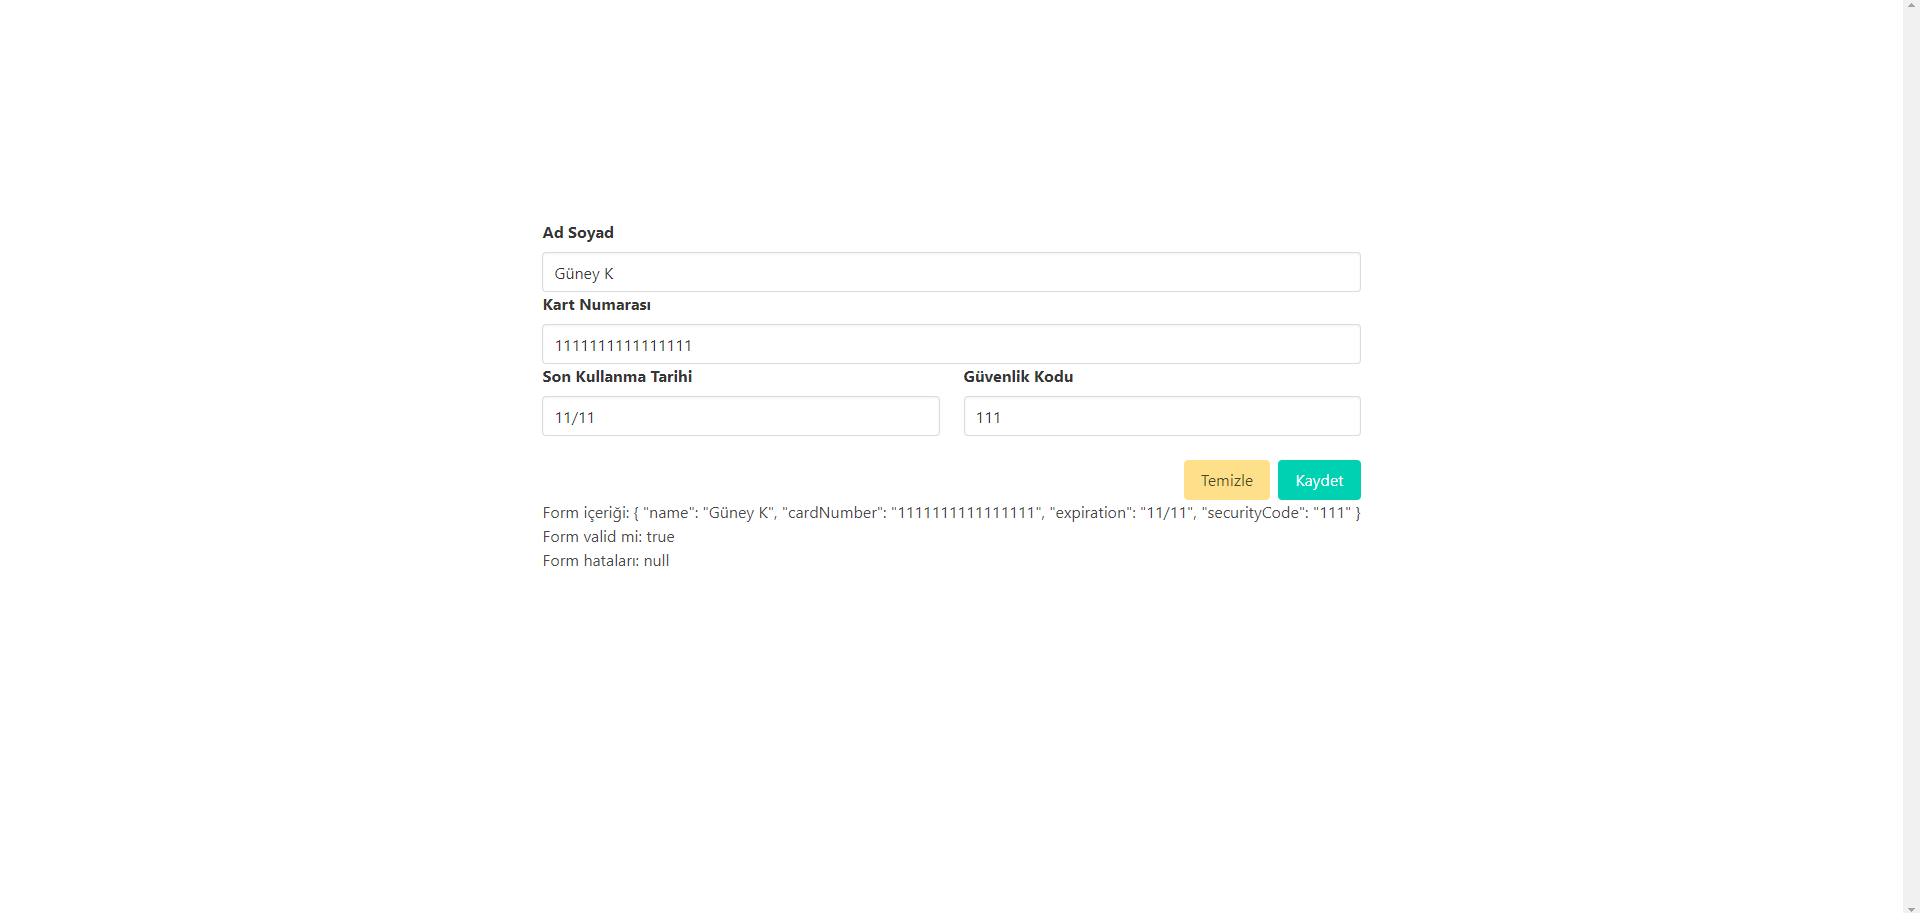 Ad Soyad
Güney K
Kart Numarası
1111111111111111
Son Kullanma Tarihi Güvenlik Kodu
11/11 111
Temizle Kaydet
Form içeriği: { "name": "Güney K", "cardNumber": "1111111111111111", "expiration": "11/11", "securityCode": "111" }
Form valid mi: true
Form hataları: null